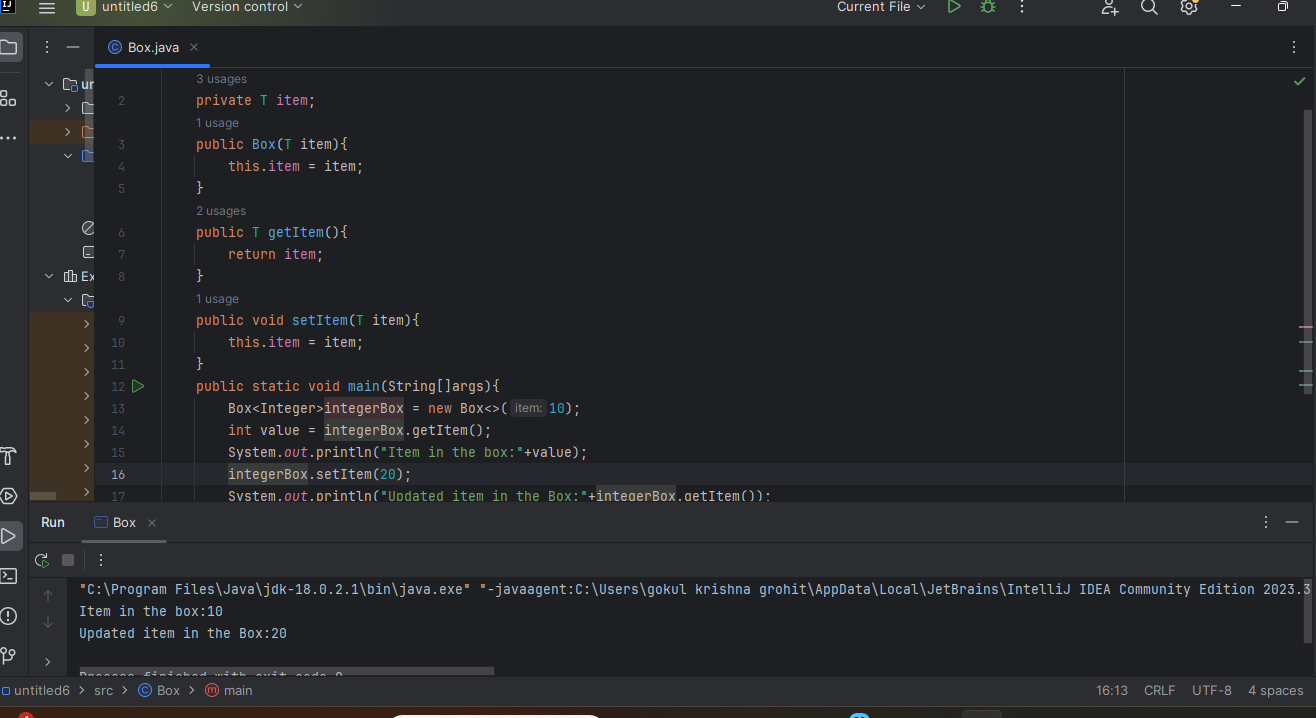 U untitled6 Version control Current File
Box.java
3 usages
2 private T item;
1 usage
3 public Box(T item){
4 this.item = item;
5 }
2 usages
6 public T getItem(){
7 return item;
8 }
1 usage
9 public void setItem(T item){
10 this.item = item;
11 }
12 public static void main(String[]args){
13 Box<Integer>integerBox = new Box<>( item: 10);
14 int value = integerBox.getItem();
15 System.out.println("Item in the box:"+value);
16 integerBox.setItem(20);
17 System.out.println("Updated item in the Box:"+integerBox.getItem());
Ex
Run Box
"C:\Program Files\Java\jdk-18.0.2.1\bin\java.exe" "-javaagent:C:\Users\gokul krishna grohit\AppData\Local\JetBrains\IntelliJ IDEA Community Edition 2023.3
Item in the box:10
Updated item in the Box:20
Process finished with exit code 0
untitled6 > src > Box > main 16:13 CRLF UTF-8 4 spaces